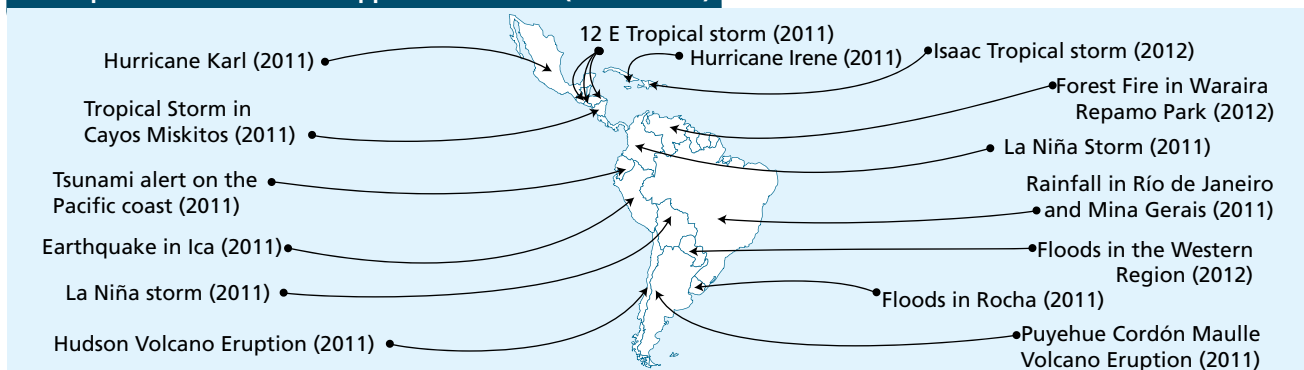 12 E Tropical storm (2011)
Hurricane Karl (2011)
Hurricane Irene (2011)
Isaac Tropical storm (2012)
Forest Fire in Waraira
Repamo Park (2012)
Tropical Storm in
Cayos Miskitos (2011)
La Niña Storm (2011)
Tsunami alert on the
Pacific coast (2011)
Rainfall in Río de Janeiro
and Mina Gerais (2011)
Earthquake in Ica (2011)
Floods in the Western
Region (2012)
La Niña storm (2011)
Floods in Rocha (2011)
Hudson Volcano Eruption (2011)
Puyehue Cordón Maulle
Volcano Eruption (2011)